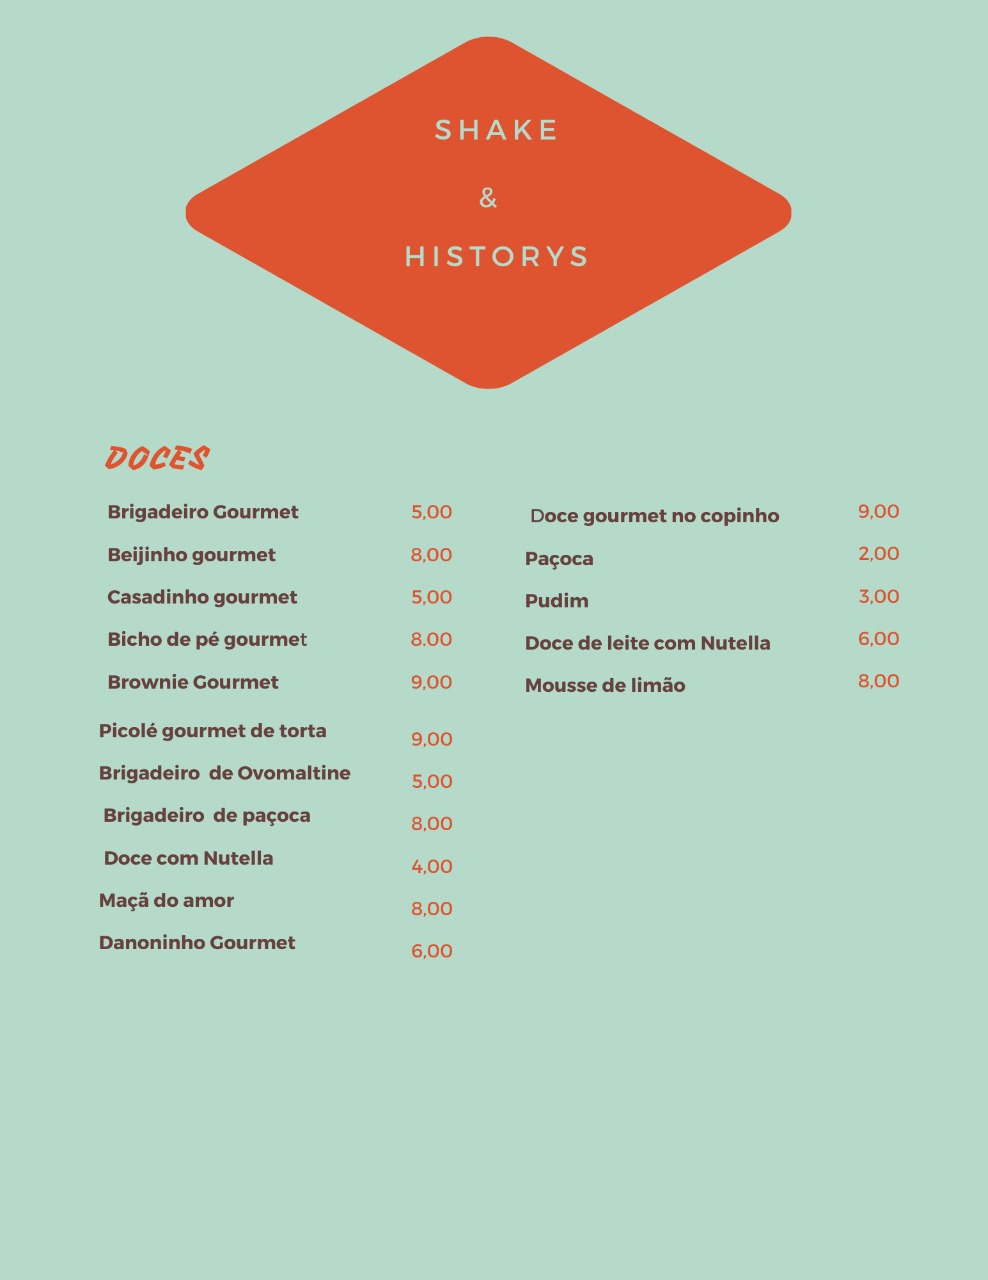 SHAKE
&
HISTORYS
DOCES
Brigadeiro Gourmet 5,00
Beijinho gourmet 8,00
Casadinho gourmet 5,00
Bicho de pé gourmet 8.00
Brownie Gourmet 9,00
Picolé gourmet de torta 9,00
Brigadeiro de Ovomaltine 5,00
Brigadeiro de paçoca 8,00
Doce com Nutella 4,00
Maçã do amor 8,00
Danoninho Gourmet 6,00
Doce gourmet no copinho 9,00
Paçoca 2,00
Pudim 3,00
Doce de leite com Nutella 6,00
Mousse de limão 8,00